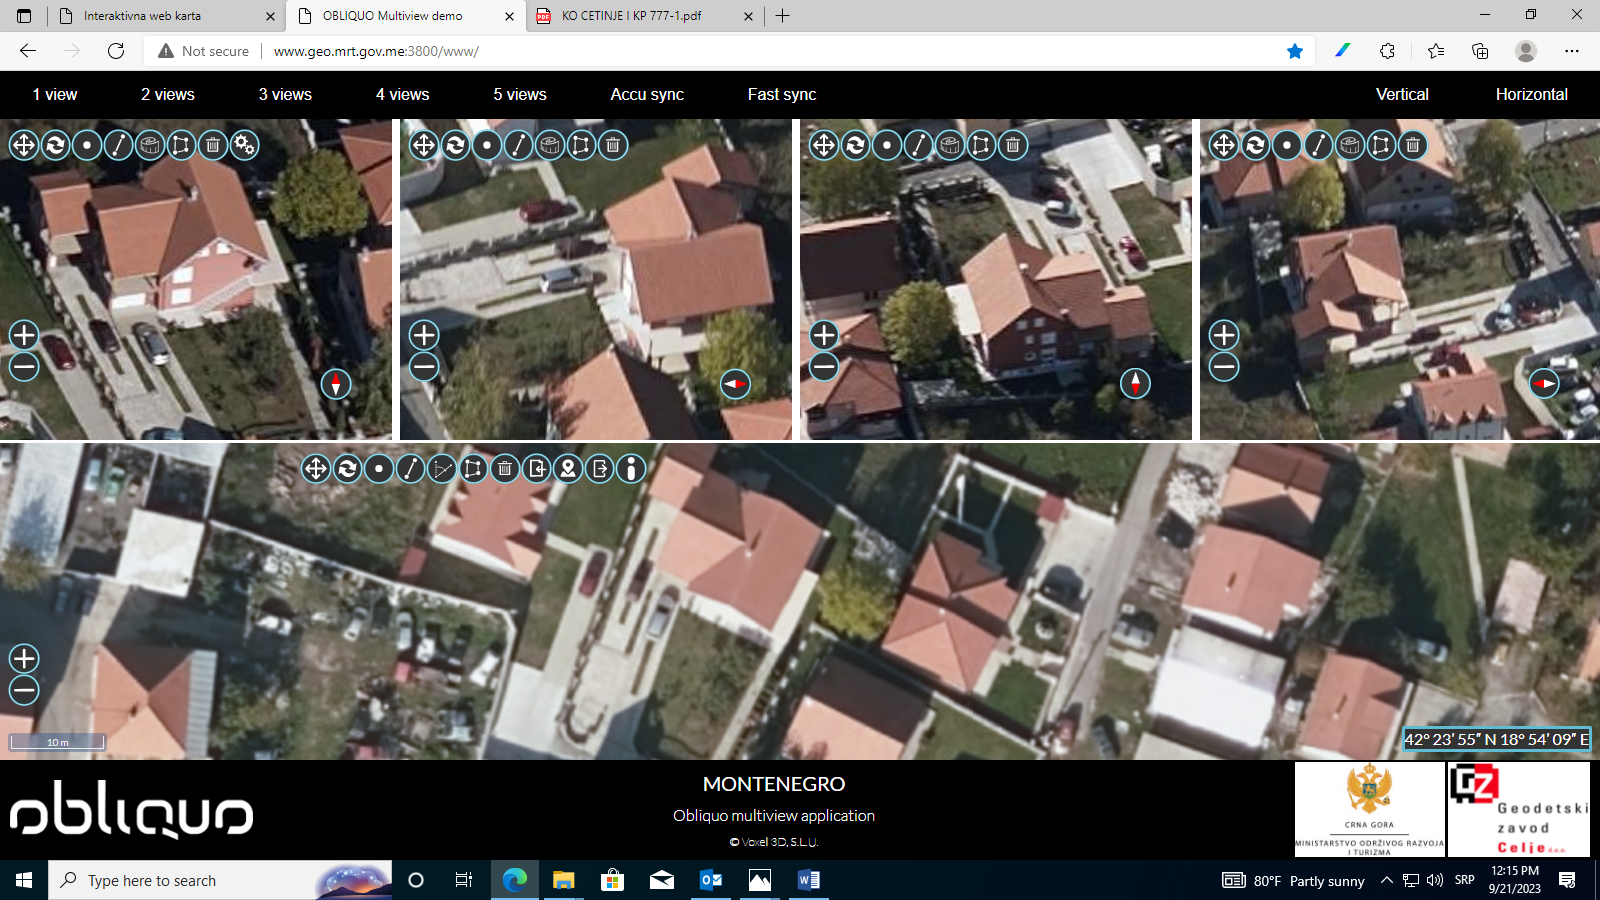 Interaktivna web karta
OBLIQUO Multiview demo
KO CETINJE I KP 777-1.pdf
PDF
Not secure
www.geo.mrt.gov.me:3800/www/
1 view
2 views
3 views
4 views
5 views
Accu sync
Fast sync
Vertical
Horizontal
10 m
42° 23′ 55″ N 18° 54′ 09″ E
obliquo
MONTENEGRO
Obliquo multiview application
© Voxel 3D, S.L.U.
CRNA GORA
MINISTARSTVO ODRŽIVOG RAZVOJA
I TURIZMA
GZ
Geodetski
zavod
Celje d.o.o.
Type here to search
80°F Partly sunny
SRP
12:15 PM
9/21/2023